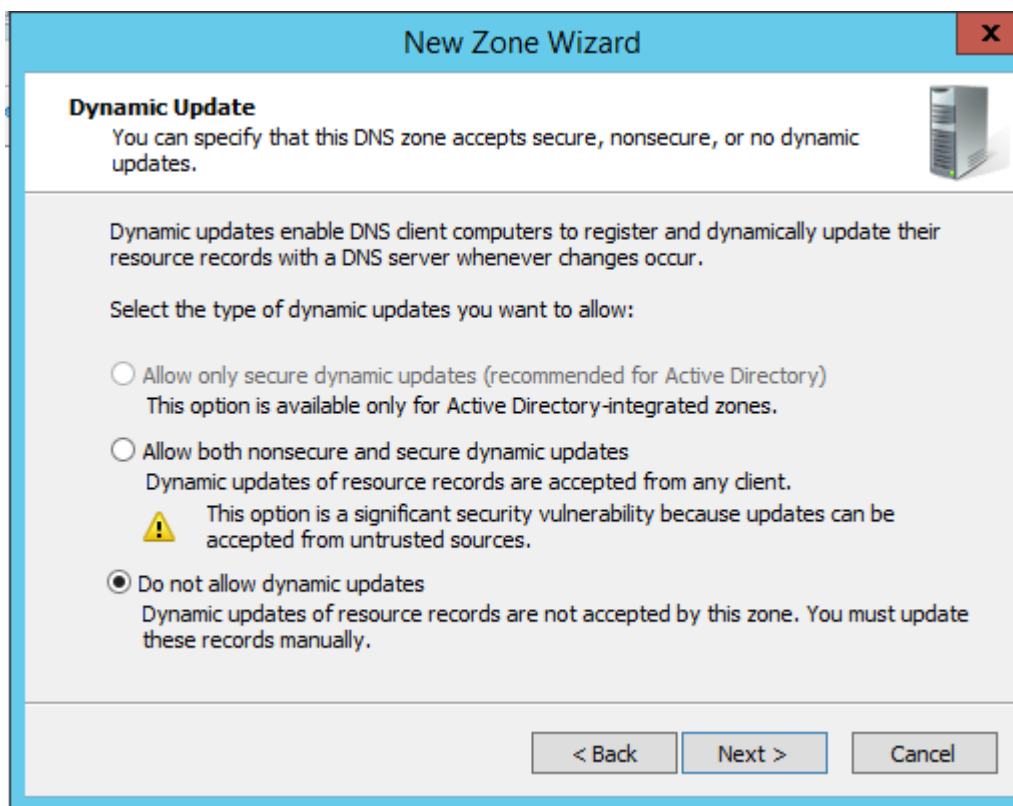 New Zone Wizard
x
Dynamic Update
You can specify that this DNS zone accepts secure, nonsecure, or no dynamic
updates.
Dynamic updates enable DNS client computers to register and dynamically update their
resource records with a DNS server whenever changes occur.
Select the type of dynamic updates you want to allow:
Allow only secure dynamic updates (recommended for Active Directory)
This option is available only for Active Directory-integrated zones.
Allow both nonsecure and secure dynamic updates
Dynamic updates of resource records are accepted from any client.
This option is a significant security vulnerability because updates can be
accepted from untrusted sources.
Do not allow dynamic updates
Dynamic updates of resource records are not accepted by this zone. You must update
these records manually.
< Back Next > Cancel